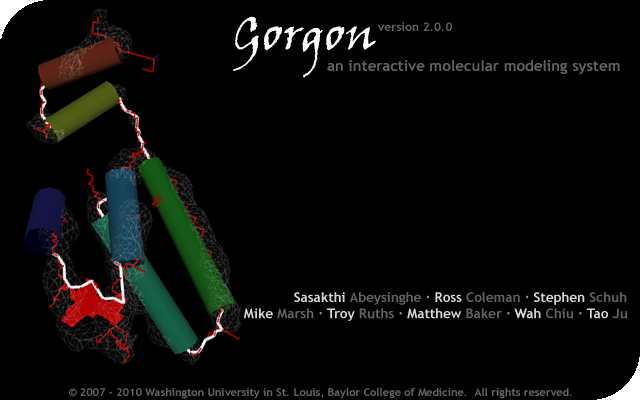 Gorgon version 2.0.0
an interactive molecular modeling system
Sasakthi Abeysinghe · Ross Coleman · Stephen Schuh
Mike Marsh · Troy Ruths · Matthew Baker · Wah Chiu · Tao Ju
© 2007 - 2010 Washington University in St. Louis, Baylor College of Medicine. All rights reserved.